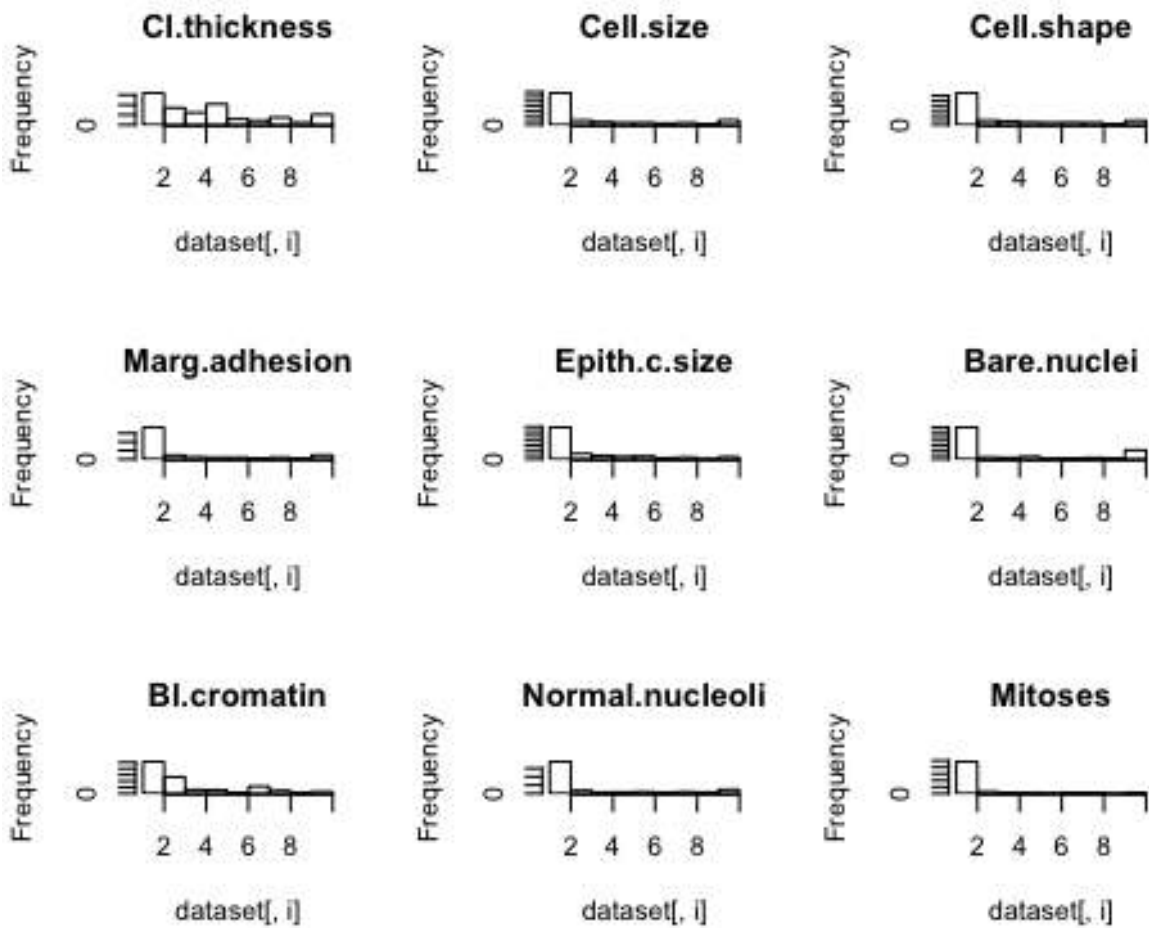 Cl.thickness Cell.size Cell.shape
Frequency Frequency Frequency
0 0 0
2 4 6 8 2 4 6 8 2 4 6 8
dataset[, i] dataset[, i] dataset[, i]
Marg.adhesion Epith.c.size Bare.nuclei
Frequency Frequency Frequency
0 0 0
2 4 6 8 2 4 6 8 2 4 6 8
dataset[, i] dataset[, i] dataset[, i]
Bl.cromatin Normal.nucleoli Mitoses
Frequency Frequency Frequency
0 0 0
2 4 6 8 2 4 6 8 2 4 6 8
dataset[, i] dataset[, i] dataset[, i]